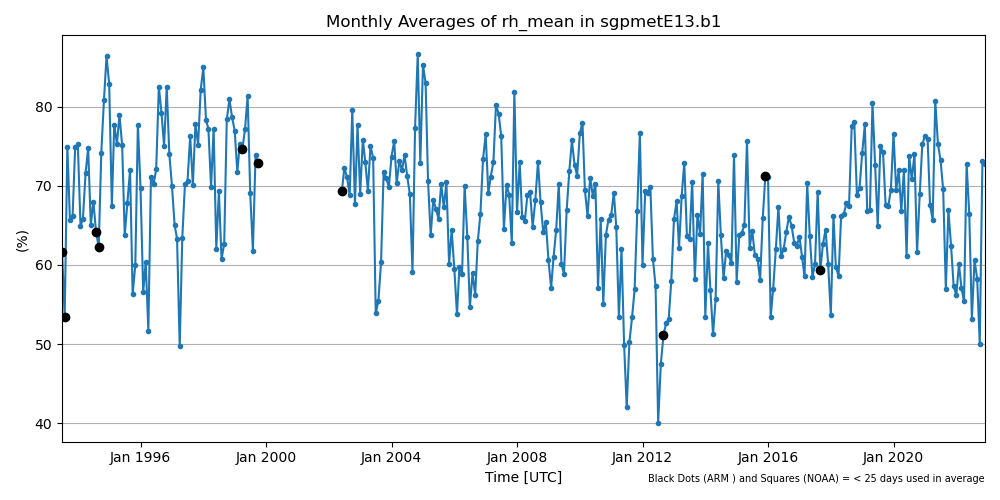 Monthly Averages of rh_mean in sgpmetE13.b1
80
70
60
50
40
(%)
Jan 1996
Jan 2000
Jan 2004
Jan 2008
Jan 2012
Jan 2016
Jan 2020
Time [UTC]
Black Dots (ARM ) and Squares (NOAA) = < 25 days used in average